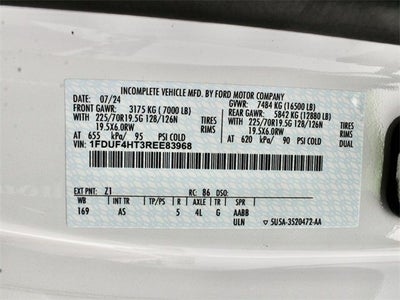 INCOMPLETE VEHICLE MFD. BY FORD MOTOR COMPANY
07/24 GVWR: 7484 KG (16500 LB)
FRONT GAWR: 3175 KG (7000 LB) REAR GAWR: 5842 KG (12880 LB)
WITH 225/70R19.5G 128/126N TIRES WITH 225/70R19.5G 128/126N TIRES
19.5X6.0RW RIMS 19.5X6.0RW RIMS
AT 655 kPa/ 95 PSI COLD AT 620 kPa/ 90 PSI COLD DUAL
VIN: 1FDUF4HT3REE83968
EXT PNT: Z1 RC: 86 DSO:
WB INT TR TP/PS R AXLE TR SPR
169 AS 5 4L G AABB
ULN 5U5A-3520472-AA